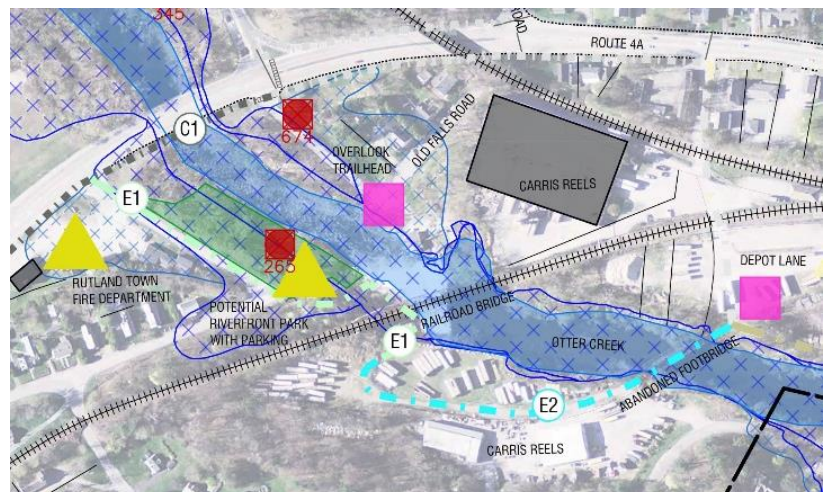 345
ROAD
ROUTE 4A
C1
674
OLD FALLS ROAD
OVERLOOK
TRAILHEAD
CARRIS REELS
E1
265
DEPOT LANE
RUTLAND TOWN
FIRE DEPARTMENT
POTENTIAL
RIVERFRONT PARK
WITH PARKING
RAILROAD BRIDGE
E1
OTTER CREEK
ABANDONED FOOTBRIDGE
E2
CARRIS REELS